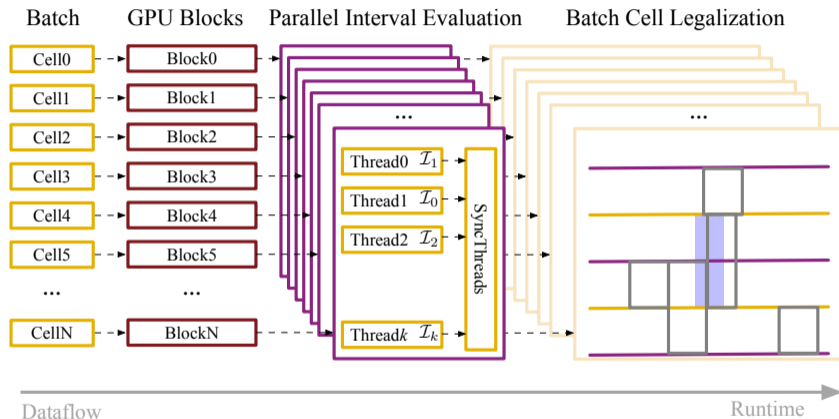 Batch
GPU Blocks
Parallel Interval Evaluation
Batch Cell Legalization
Cell0
Block0
Cell1
Block1
Cell2
Block2
Cell3
Block3
Cell4
Block4
Cell5
Block5
...
...
CellN
BlockN
...
Thread0 I₁
Thread1 I₀
Thread2 I₂
Threadk Iₖ
SyncThreads
...
Dataflow
Runtime